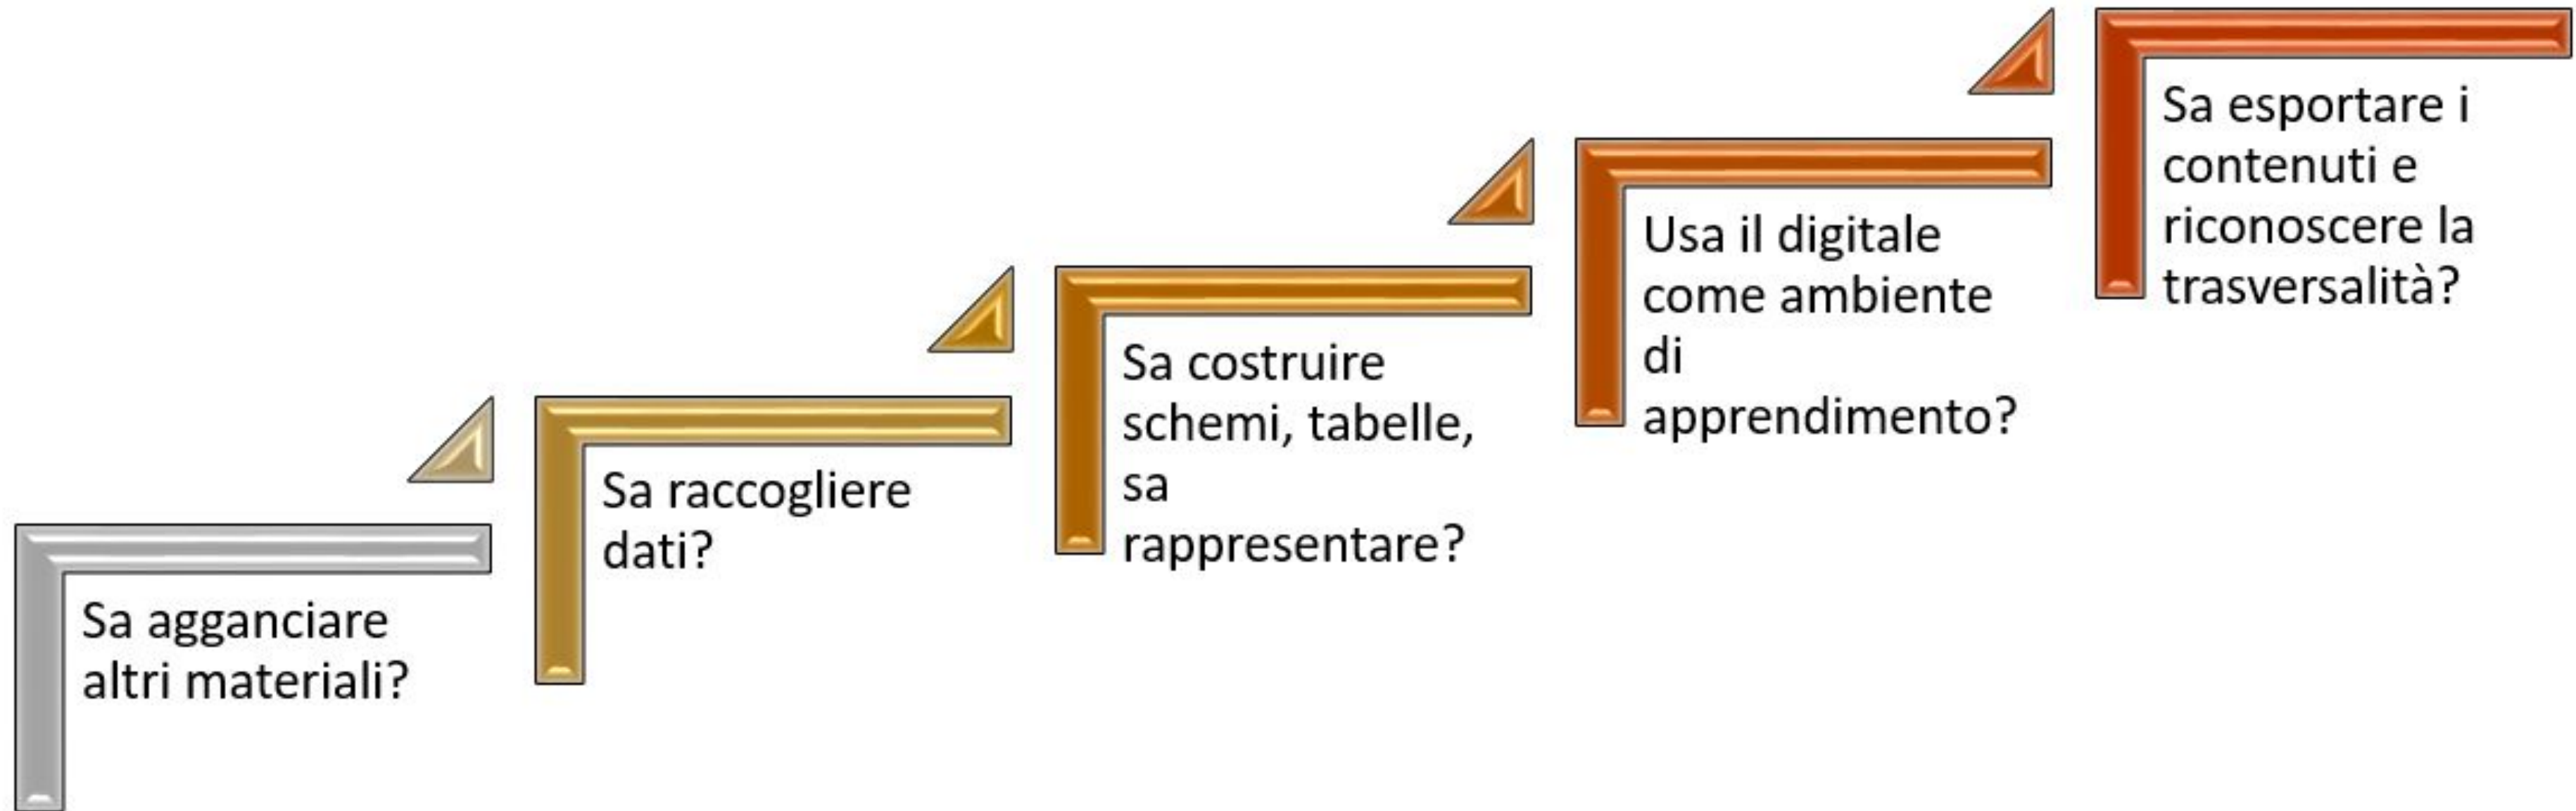 Sa agganciare
altri materiali?
Sa raccogliere
dati?
Sa costruire
schemi, tabelle,
sa
rappresentare?
Usa il digitale
come ambiente
di
apprendimento?
Sa esportare i
contenuti e
riconoscere la
trasversalità?